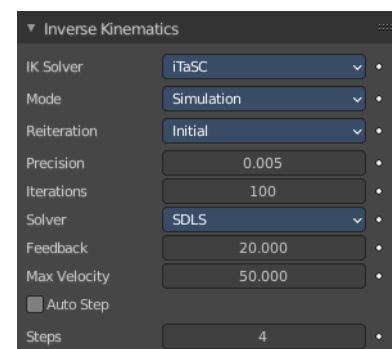 Inverse Kinematics
IK Solver iTaSC
Mode Simulation
Reiteration Initial
Precision 0.005
Iterations 100
Solver SDLS
Feedback 20.000
Max Velocity 50.000
Auto Step
Steps 4